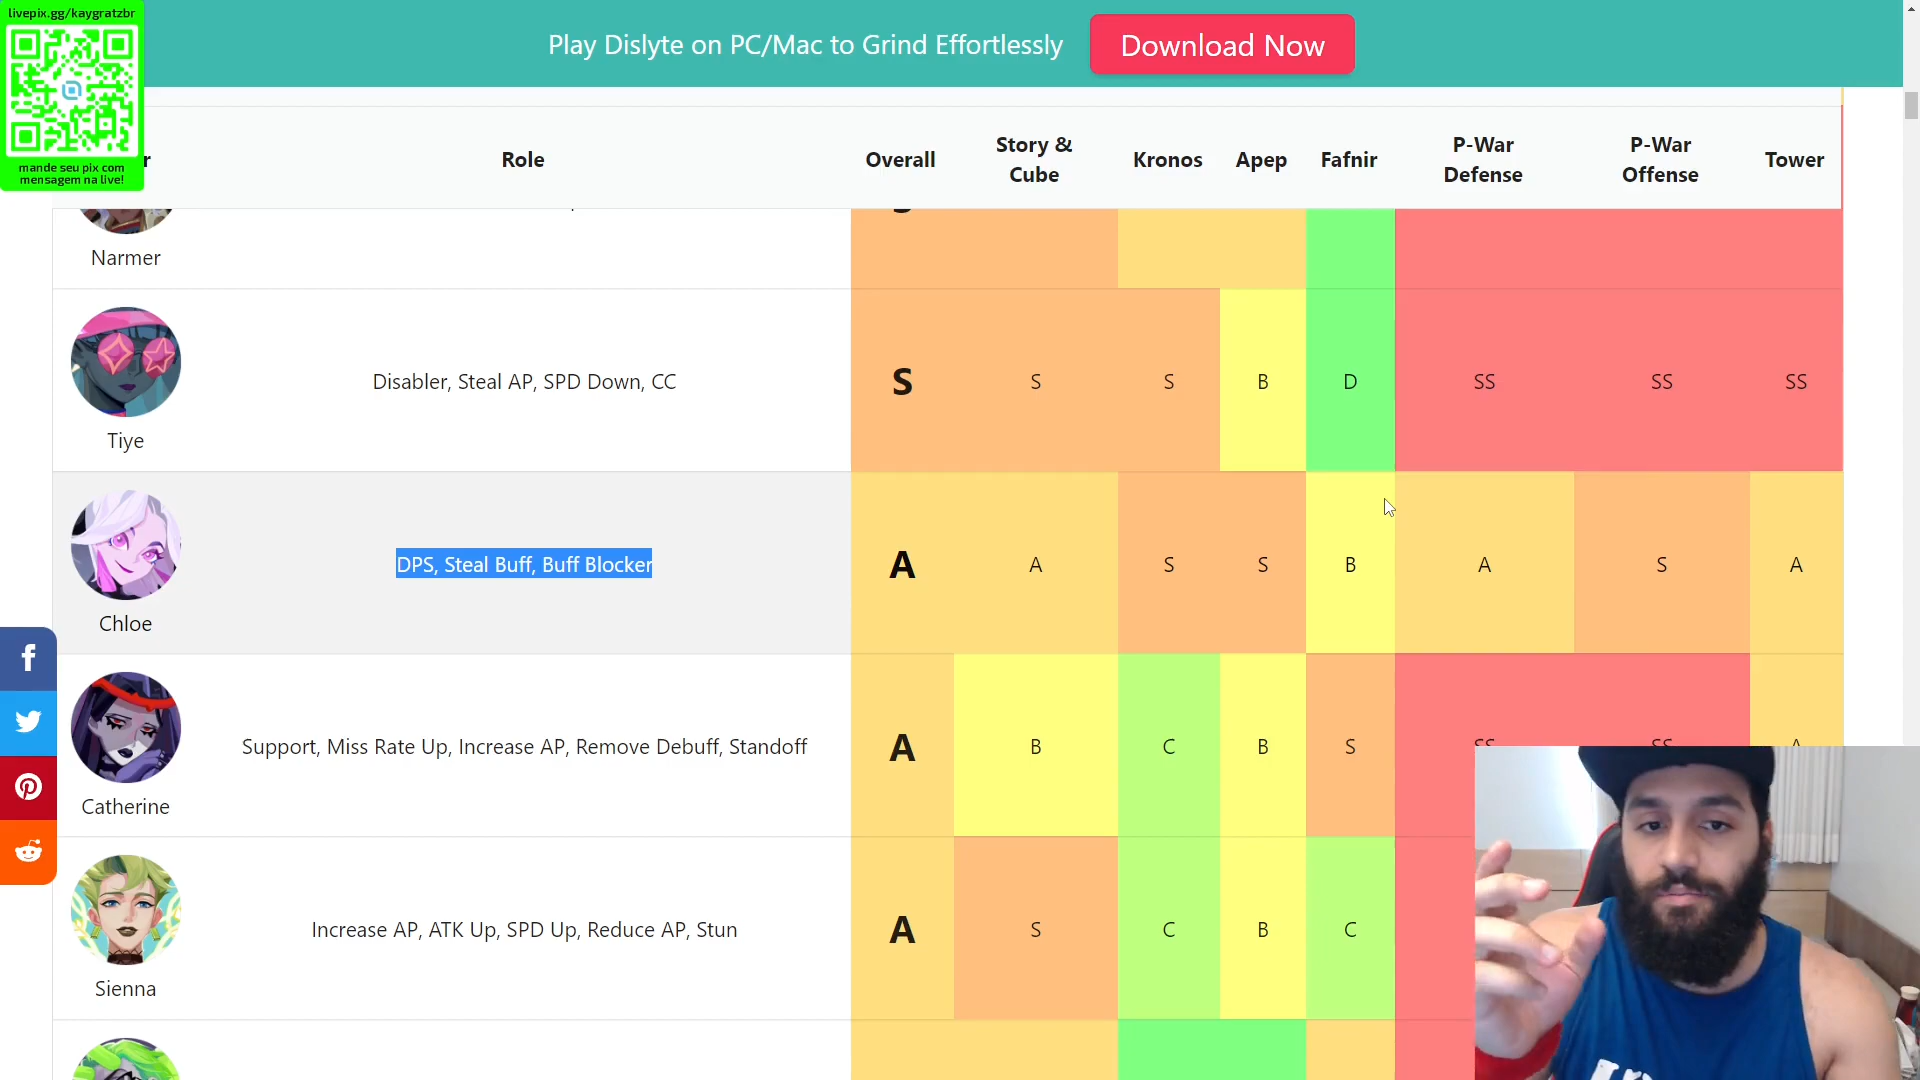 livepix.gg/kaygratzbr
mande seu pix com
mensagem na live!
Play Dislyte on PC/Mac to Grind Effortlessly
Download Now
Role
Overall
Story &
Cube
Kronos
Apep
Fafnir
P-War
Defense
P-War
Offense
Tower
Narmer
Tiye
Disabler, Steal AP, SPD Down, CC
S
S
S
B
D
SS
SS
SS
Chloe
DPS, Steal Buff, Buff Blocker
A
A
S
S
B
A
S
A
Catherine
Support, Miss Rate Up, Increase AP, Remove Debuff, Standoff
A
B
C
B
S
SS
SS
A
Sienna
Increase AP, ATK Up, SPD Up, Reduce AP, Stun
A
S
C
B
C